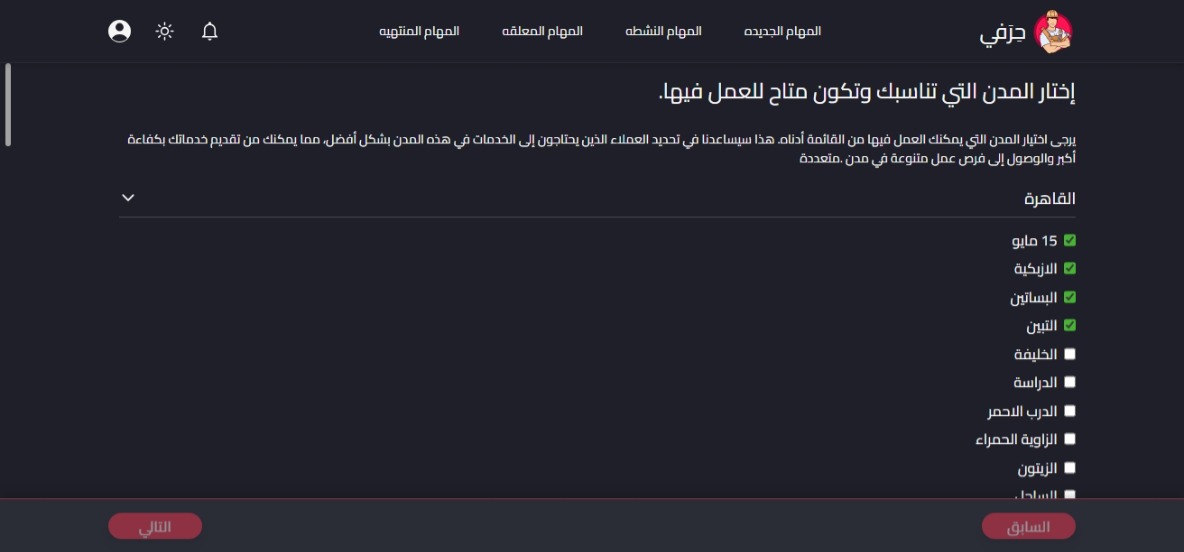 حِرَفي
المهام الجديده
المهام النشطه
المهام المعلقه
المهام المنتهيه
إختار المدن التي تناسبك وتكون متاح للعمل فيها.
يرجى اختيار المدن التي يمكنك العمل فيها من القائمة أدناه. هذا سيساعدنا في تحديد العملاء الذين يحتاجون إلى الخدمات في هذه المدن بشكل أفضل، مما يمكنك من تقديم خدماتك بكفاءة
أكبر والوصول إلى فرص عمل متنوعة في مدن .متعددة
القاهرة
15 مايو
الازبكية
البساتين
التبين
الخليفة
الدراسة
الدرب الاحمر
الزاوية الحمراء
الزيتون
الساحل
السابق
التالي